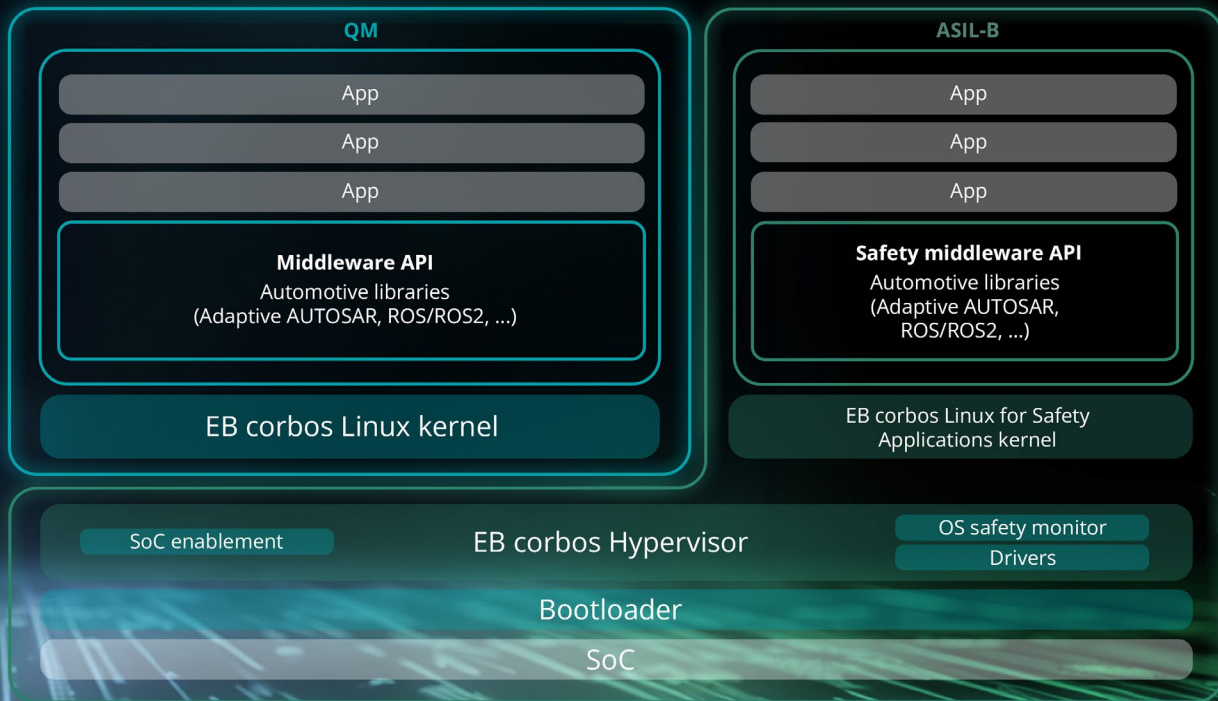 QM
App
App
App
Middleware API
Automotive libraries
(Adaptive AUTOSAR, ROS/ROS2, ...)
EB corbos Linux kernel
ASIL-B
App
App
App
Safety middleware API
Automotive libraries
(Adaptive AUTOSAR,
ROS/ROS2, ...)
EB corbos Linux for Safety
Applications kernel
SoC enablement
EB corbos Hypervisor
OS safety monitor
Drivers
Bootloader
SoC